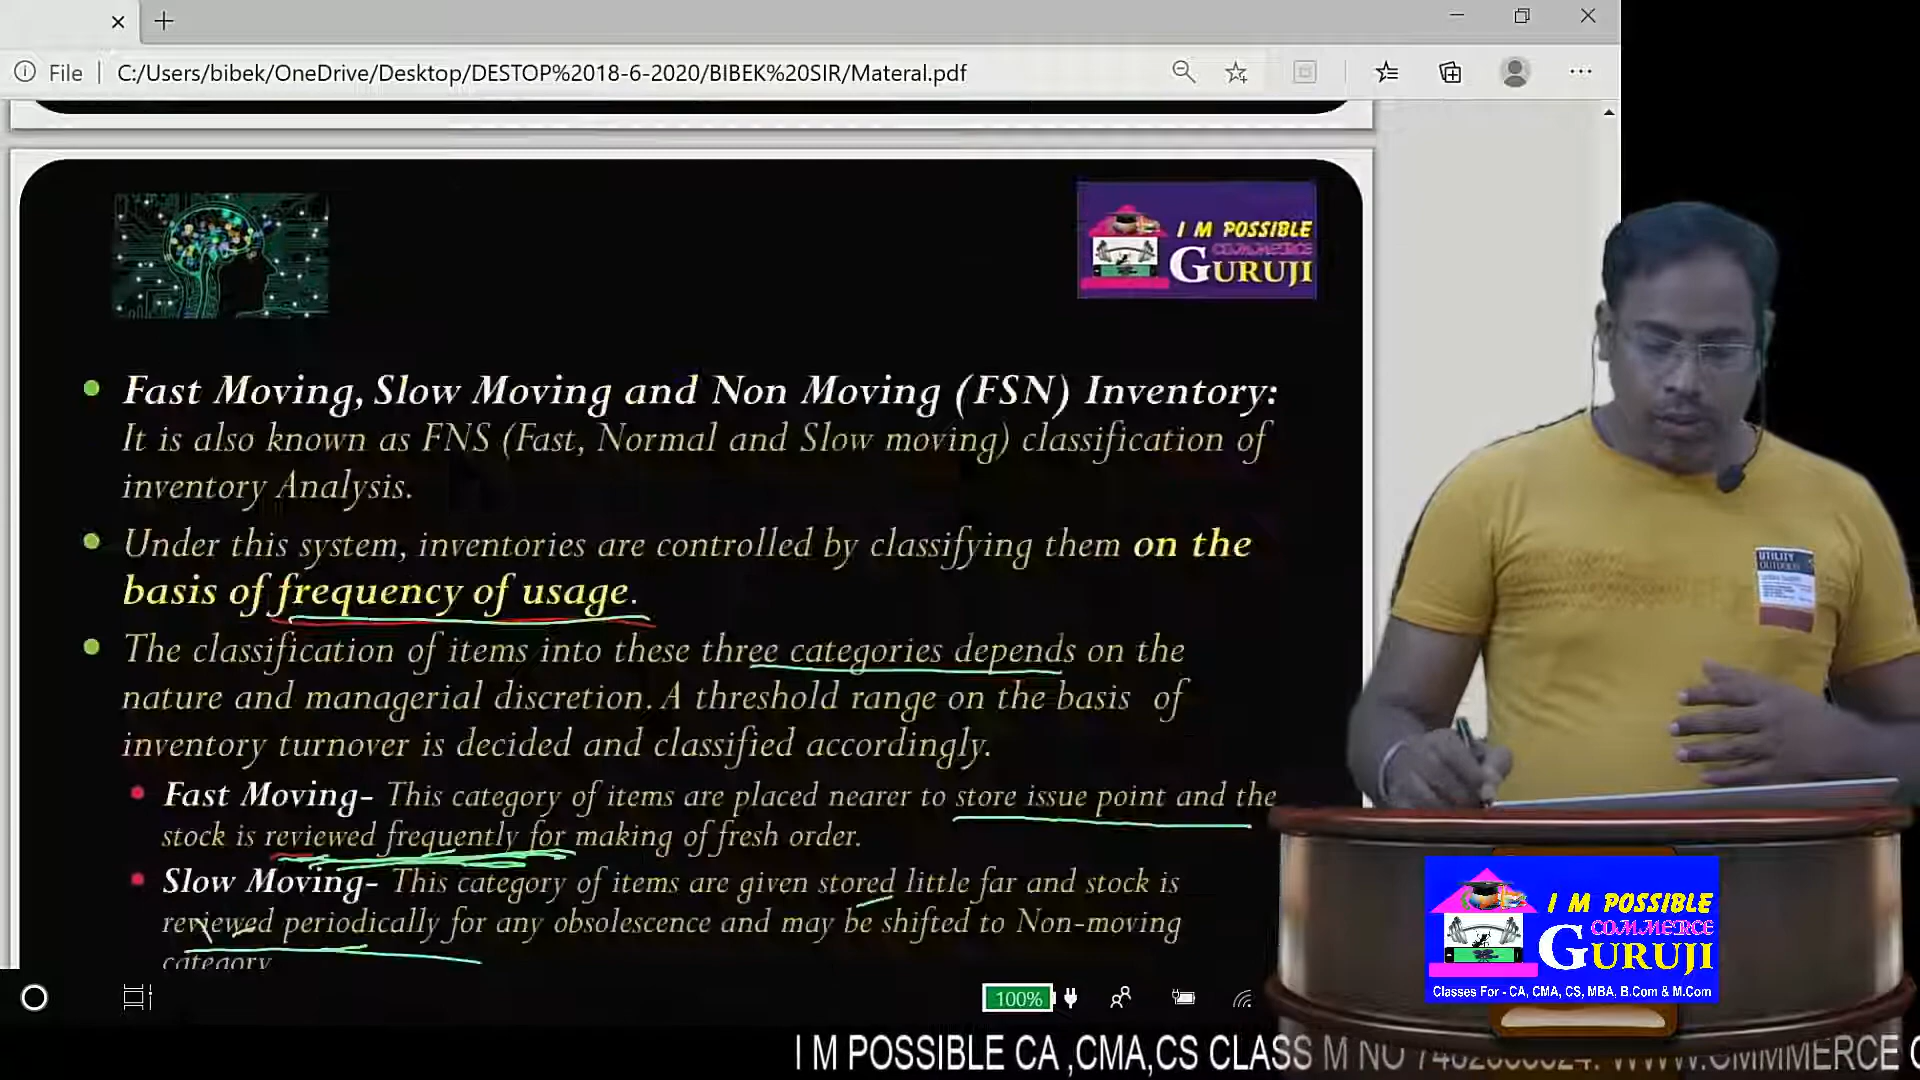 File
C:/Users/bibek/OneDrive/Desktop/DESTOP%2018-6-2020/BIBEK%20SIR/Materal.pdf
I M POSSIBLE
COMMERCE
GURUJI
Fast Moving, Slow Moving and Non Moving (FSN) Inventory:
It is also known as FNS (Fast, Normal and Slow moving) classification of
inventory Analysis.
Under this system, inventories are controlled by classifying them on the
basis of frequency of usage.
The classification of items into these three categories depends on the
nature and managerial discretion. A threshold range on the basis of
inventory turnover is decided and classified accordingly.
Fast Moving- This category of items are placed nearer to store issue point and the
stock is reviewed frequently for making of fresh order.
Slow Moving- This category of items are given stored little far and stock is
reviewed periodically for any obsolescence and may be shifted to Non-moving
category
UTILITY
100%
I M POSSIBLE
COMMERCE
GURUJI
Classes For - CA, CMA, CS, MBA, B.Com & M.Com
I M POSSIBLE CA ,CMA,CS CLASS M NO